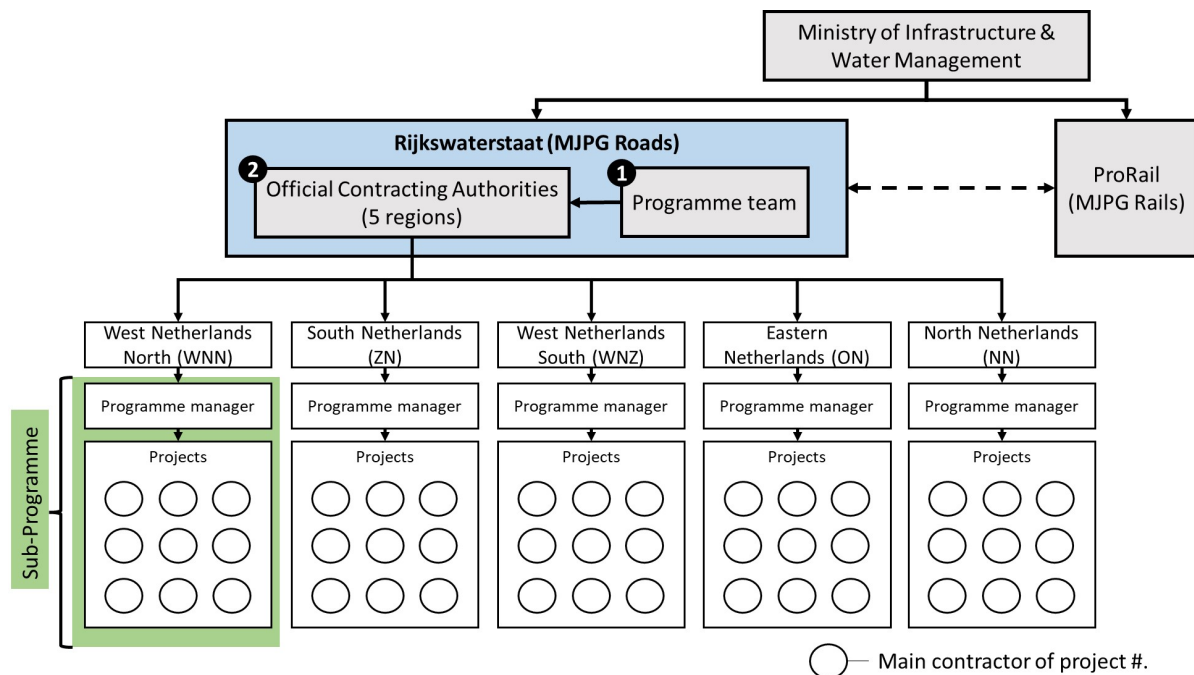 Ministry of Infrastructure &
Water Management
Rijkswaterstaat (MJPG Roads)
2
Official Contracting Authorities
(5 regions)
1
Programme team
ProRail
(MJPG Rails)
West Netherlands
North (WNN)
South Netherlands
(ZN)
West Netherlands
South (WNZ)
Eastern
Netherlands (ON)
North Netherlands
(NN)
Sub-Programme
Programme manager
Programme manager
Programme manager
Programme manager
Programme manager
Projects
Projects
Projects
Projects
Projects
Main contractor of project #.